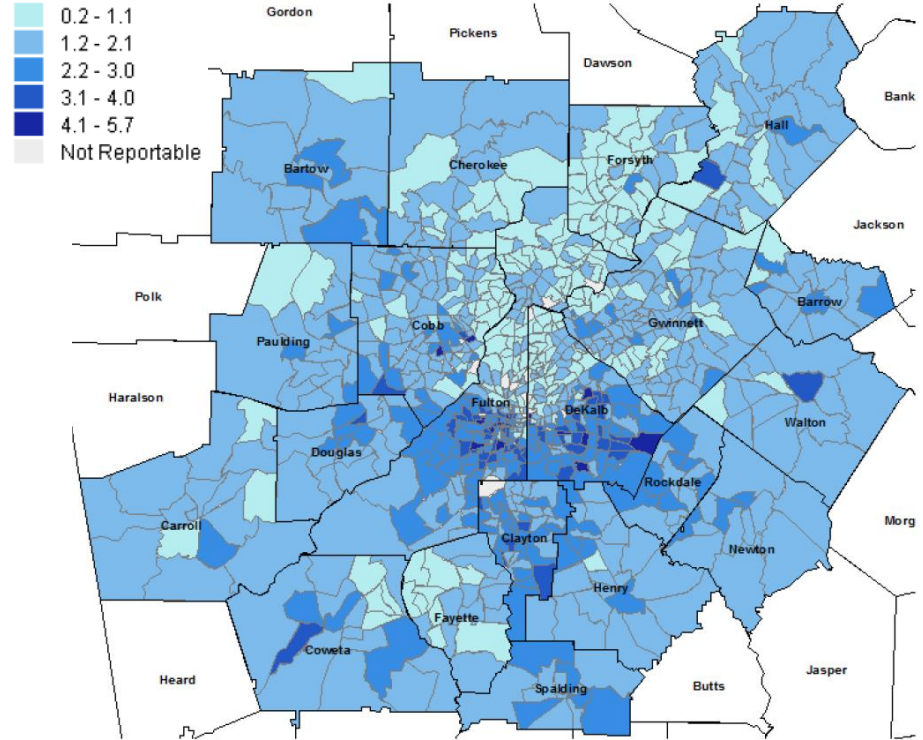 0.2 - 1.1
1.2 - 2.1
2.2 - 3.0
3.1 - 4.0
4.1 - 5.7
Not Reportable
Gordon
Pickens
Dawson
Bank
Hall
Bartow
Cherokee
Forsyth
Jackson
Polk
Barrow
Cobb
Gwinnett
Paulding
Haralson
Fulton
DeKalb
Walton
Douglas
Rockdale
Carroll
Morg
Clayton
Newton
Henry
Fayette
Coweta
Heard
Spalding
Butts
Jasper